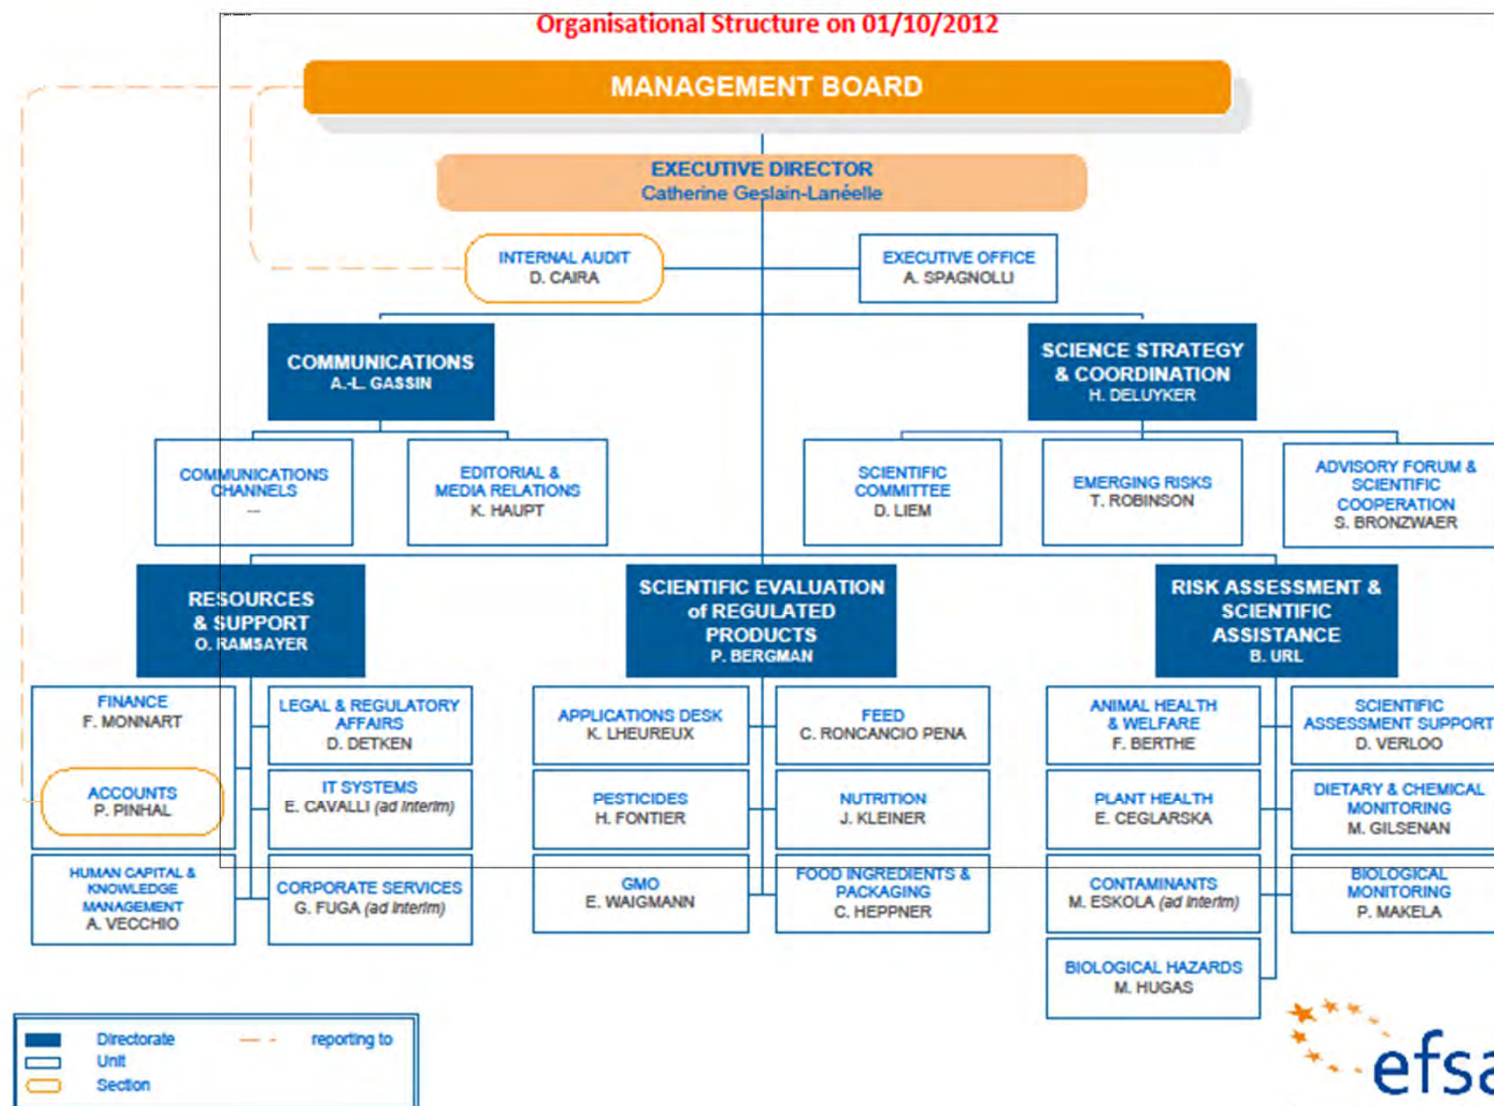 Organisational Structure on 01/10/2012
MANAGEMENT BOARD
EXECUTIVE DIRECTOR
Catherine Geslain-Lanéelle
INTERNAL AUDIT
D. CAIRA
EXECUTIVE OFFICE
A. SPAGNOLLI
COMMUNICATIONS
A.-L. GASSIN
SCIENCE STRATEGY
& COORDINATION
H. DELUYKER
COMMUNICATIONS
CHANNELS
---
EDITORIAL &
MEDIA RELATIONS
K. HAUPT
SCIENTIFIC
COMMITTEE
D. LIEM
EMERGING RISKS
T. ROBINSON
ADVISORY FORUM &
SCIENTIFIC
COOPERATION
S. BRONZWAER
RESOURCES
& SUPPORT
O. RAMSAYER
SCIENTIFIC EVALUATION
of REGULATED
PRODUCTS
P. BERGMAN
RISK ASSESSMENT &
SCIENTIFIC
ASSISTANCE
B. URL
FINANCE
F. MONNART
ACCOUNTS
P. PINHAL
HUMAN CAPITAL &
KNOWLEDGE
MANAGEMENT
A. VECCHIO
LEGAL & REGULATORY
AFFAIRS
D. DETKEN
IT SYSTEMS
E. CAVALLI (ad interim)
CORPORATE SERVICES
G. FUGA (ad interim)
APPLICATIONS DESK
K. LHEUREUX
PESTICIDES
H. FONTIER
GMO
E. WAIGMANN
FEED
C. RONCANCIO PENA
NUTRITION
J. KLEINER
FOOD INGREDIENTS &
PACKAGING
C. HEPPNER
ANIMAL HEALTH
& WELFARE
F. BERTHE
PLANT HEALTH
E. CEGLARSKA
CONTAMINANTS
M. ESKOLA (ad interim)
BIOLOGICAL HAZARDS
M. HUGAS
SCIENTIFIC
ASSESSMENT SUPPORT
D. VERLOO
DIETARY & CHEMICAL
MONITORING
M. GILSENAN
BIOLOGICAL
MONITORING
P. MAKELA
Directorate
reporting to
Unit
Section
efsa